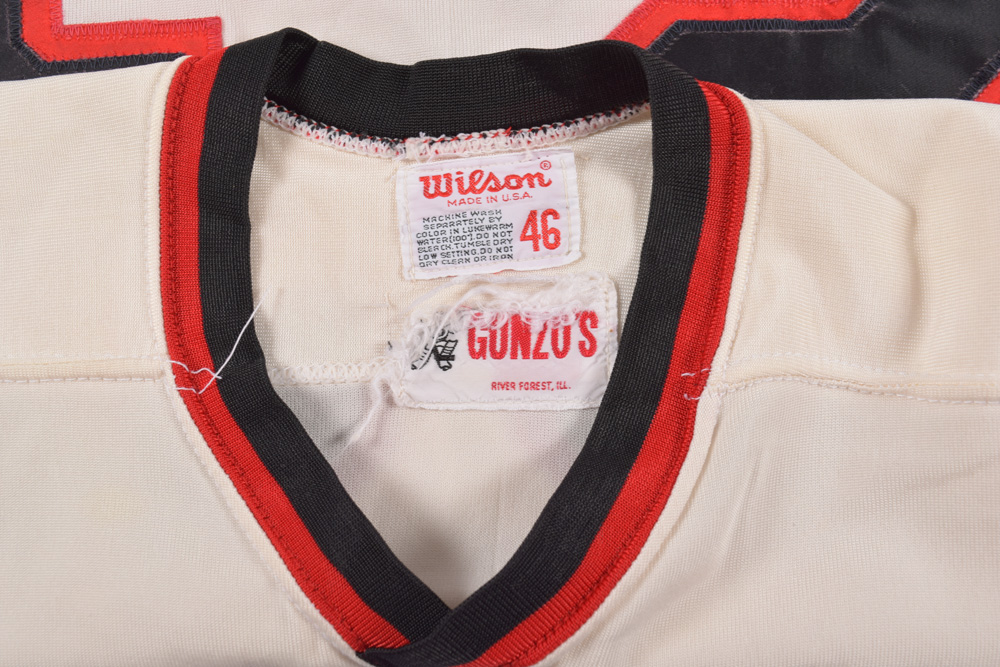 Wilson®
MADE IN U.S.A.
MACHINE WASH
SEPARATELY BY
COLOR IN LUKEWARM
WATER(100°). DO NOT
BLEACH. TUMBLE DRY
LOW SETTING. DO NOT
DRY CLEAN OR IRON
46
GUNZO'S
RIVER FOREST, ILL.